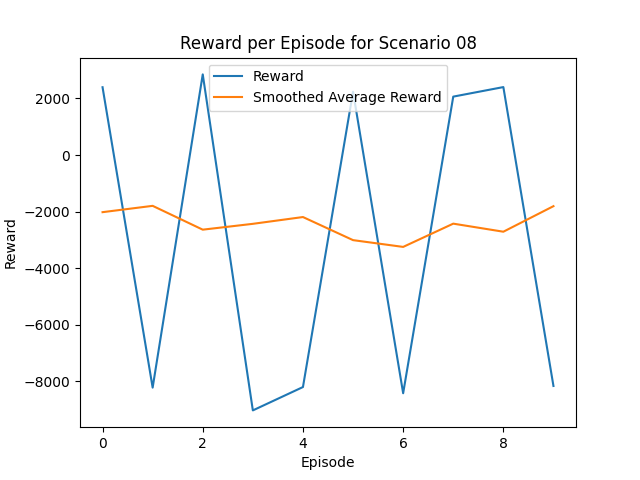 Reward per Episode for Scenario 08
Reward
Smoothed Average Reward
2000
0
−2000
−4000
−6000
−8000
Reward
0 2 4 6 8
Episode